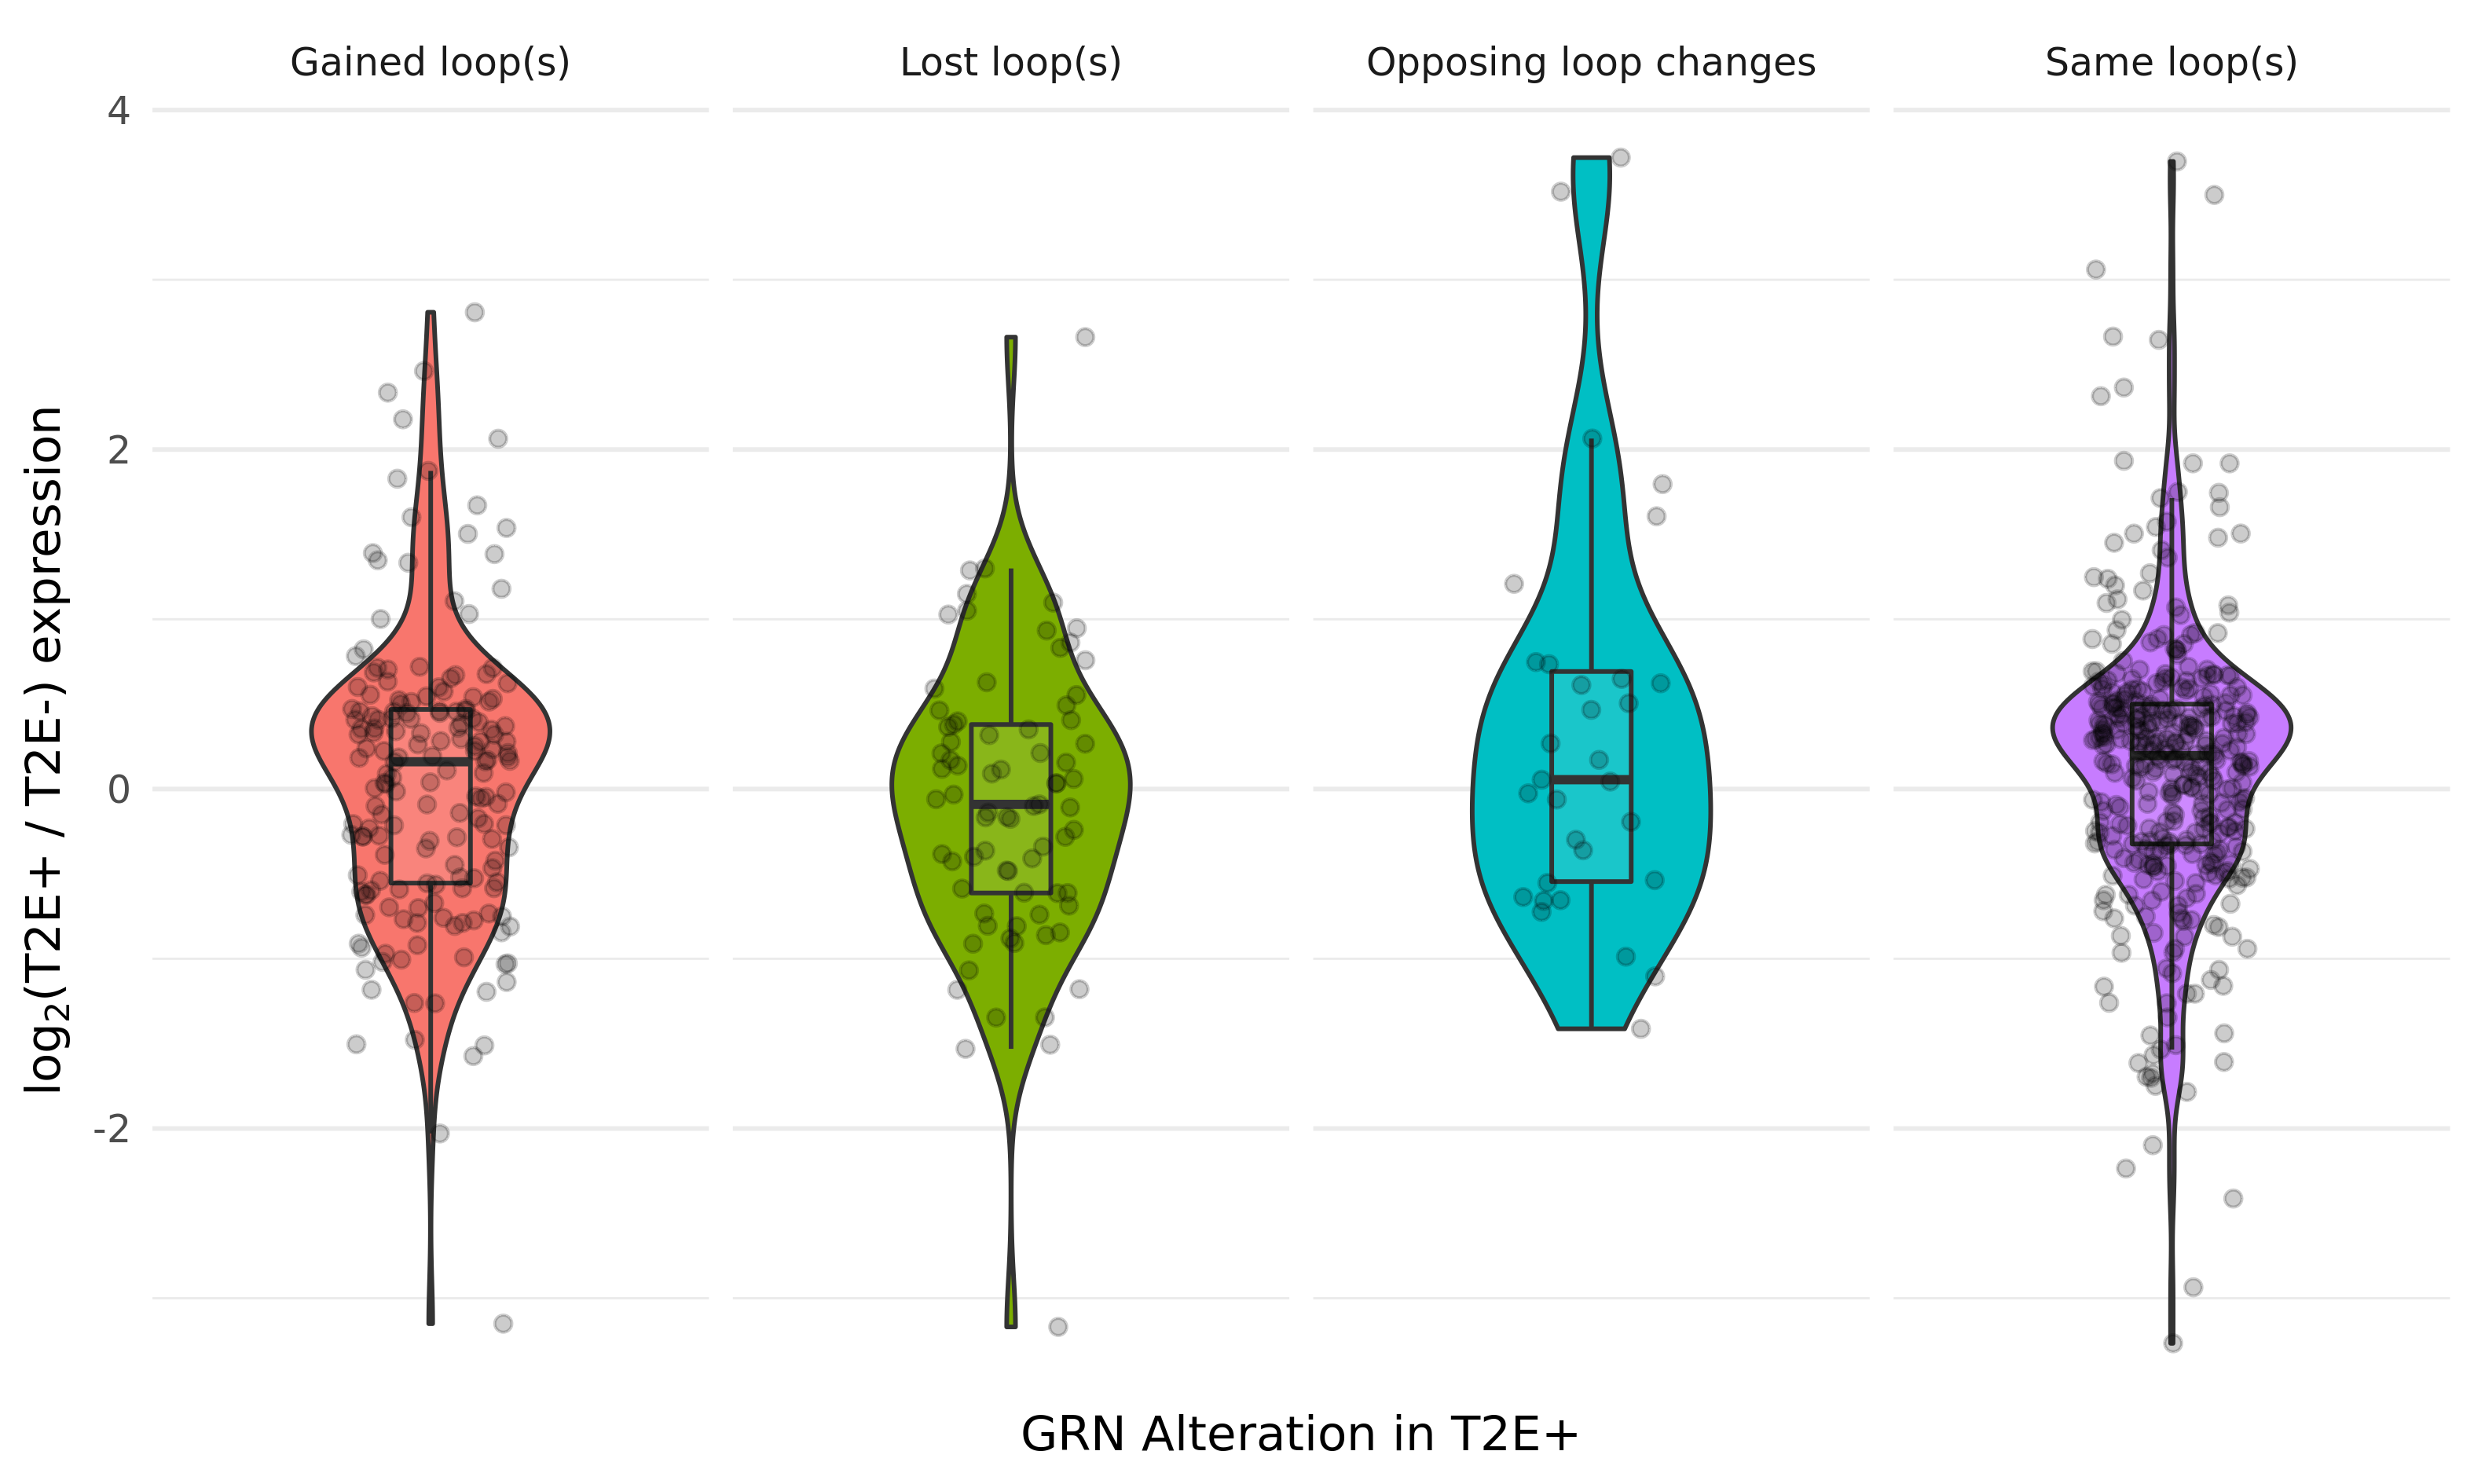 Gained loop(s)
Lost loop(s)
Opposing loop changes
Same loop(s)
4
2
0
-2
log₂(T2E+ / T2E-) expression
GRN Alteration in T2E+